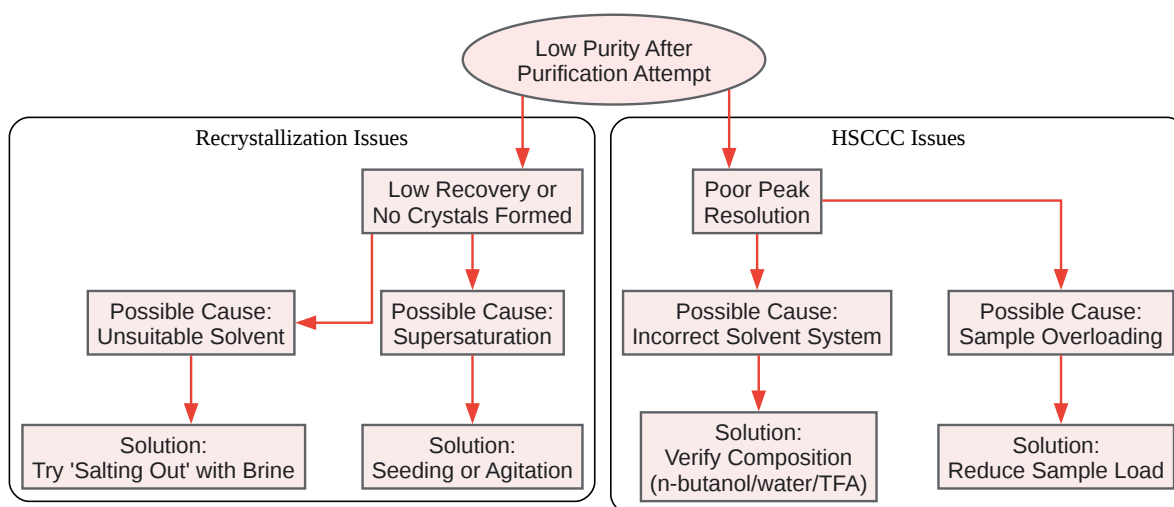 Low Purity After
Purification Attempt
Recrystallization Issues
HSCCC Issues
Low Recovery or
No Crystals Formed
Poor Peak
Resolution
Possible Cause:
Unsuitable Solvent
Possible Cause:
Supersaturation
Possible Cause:
Incorrect Solvent System
Possible Cause:
Sample Overloading
Solution:
Try 'Salting Out' with Brine
Solution:
Seeding or Agitation
Solution:
Verify Composition
(n-butanol/water/TFA)
Solution:
Reduce Sample Load